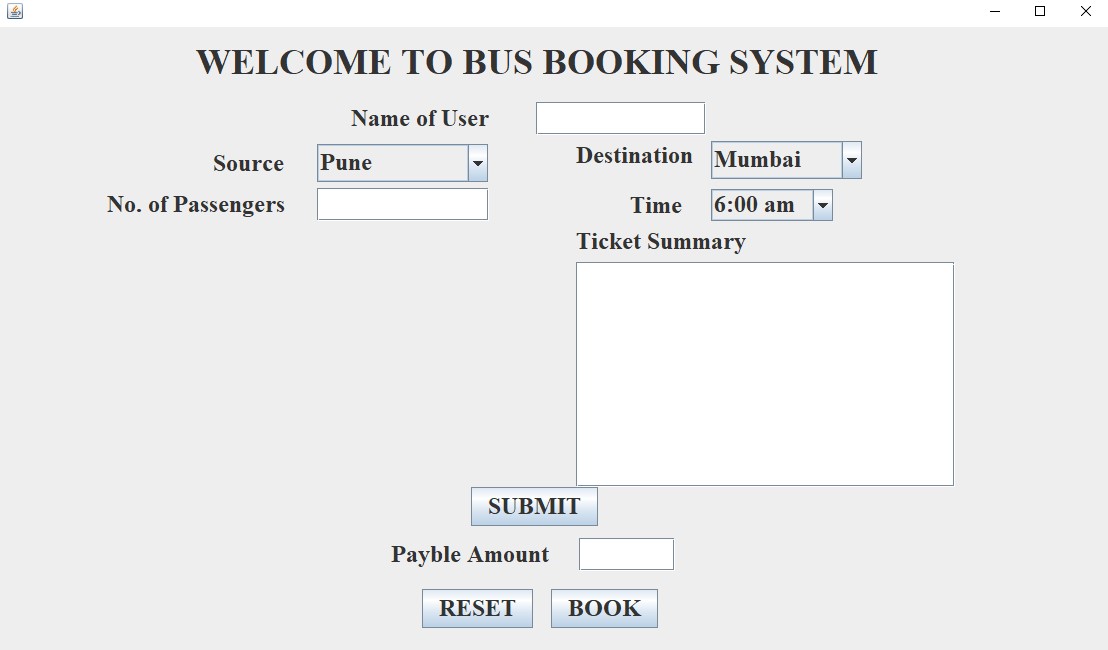 WELCOME TO BUS BOOKING SYSTEM
Name of User
Source Pune Destination Mumbai
No. of Passengers Time 6:00 am
Ticket Summary
SUBMIT
Payble Amount
RESET BOOK